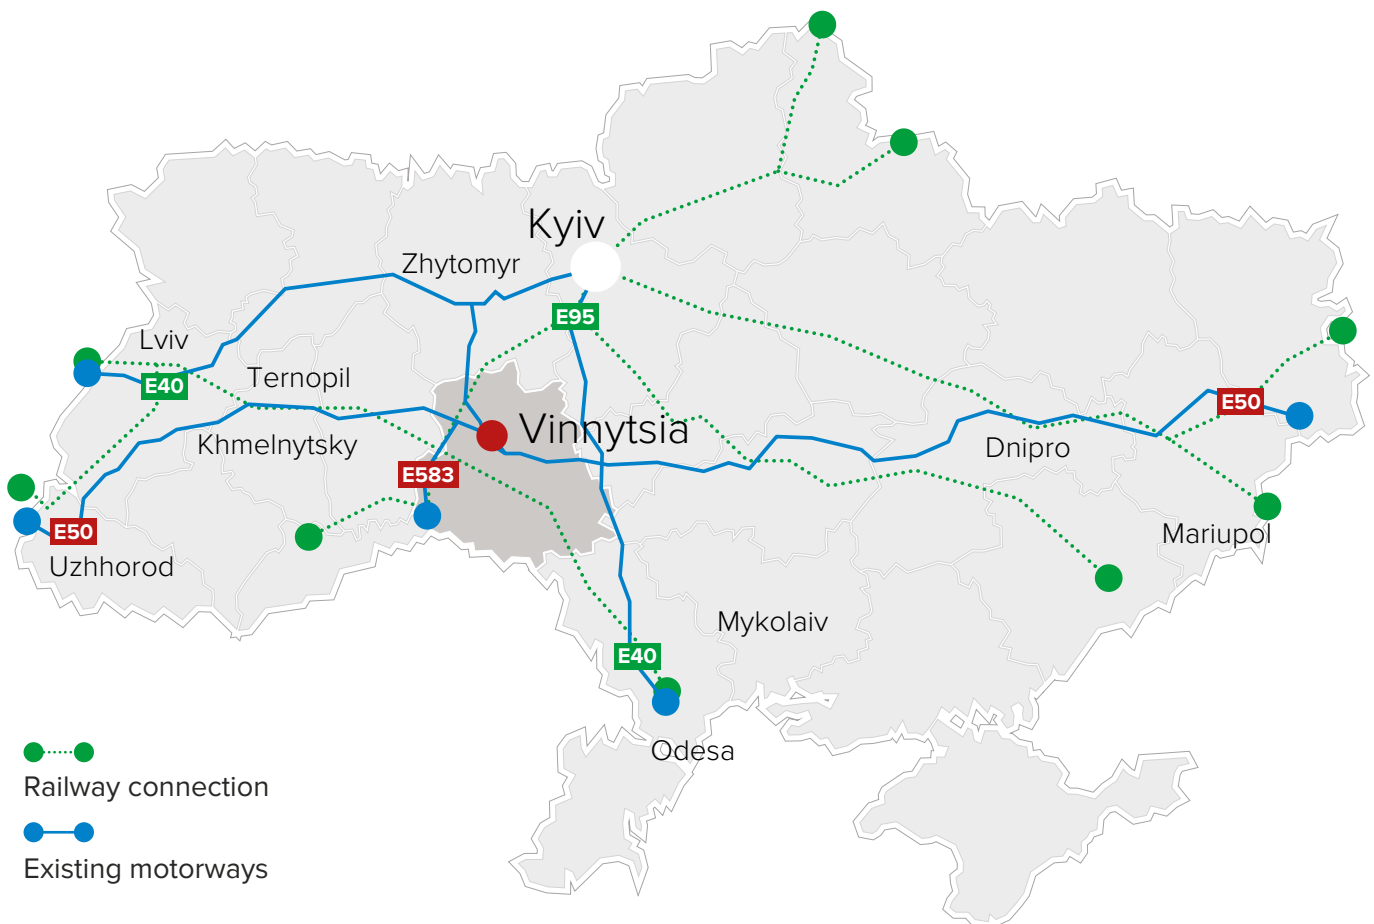 Kyiv
Zhytomyr
E95
Lviv
E40
Ternopil
E50
Vinnytsia
Khmelnytsky
Dnipro
E583
E50
Mariupol
Uzhhorod
Mykolaiv
E40
Odesa
Railway connection
Existing motorways